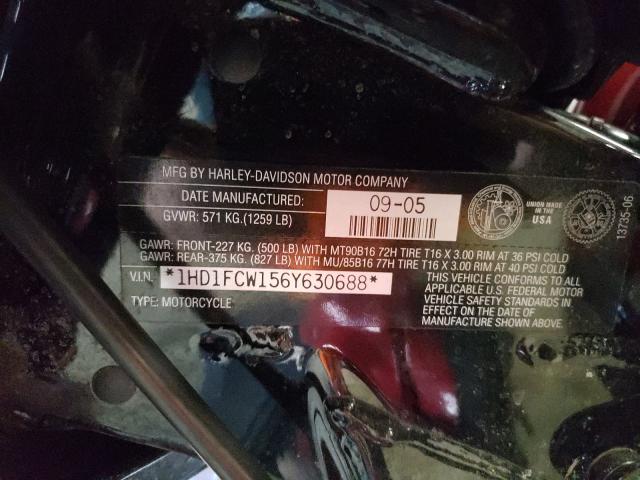 MFG BY HARLEY-DAVIDSON MOTOR COMPANY
DATE MANUFACTURED: 09-05
GVWR: 571 KG.(1259 LB)
UNION MADE IN THE USA
13735-06
GAWR: FRONT-227 KG. (500 LB) WITH MT90B16 72H TIRE T16 X 3.00 RIM AT 36 PSI COLD
GAWR: REAR-375 KG. (827 LB) WITH MU/85B16 77H TIRE T16 X 3.00 RIM AT 40 PSI COLD
V.I.N. *1HD1FCW156Y630688*
TYPE: MOTORCYCLE
THIS VEHICLE CONFORMS TO ALL
APPLICABLE U.S. FEDERAL MOTOR
VEHICLE SAFETY STANDARDS IN
EFFECT ON THE DATE OF
MANUFACTURE SHOWN ABOVE.